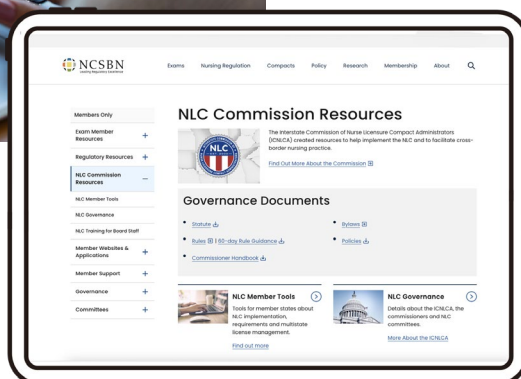 NCSBN
Leading Regulatory Excellence
Exams Nursing Regulation Compacts Policy Research Membership About
Members Only
Exam Member
Resources +
Regulatory Resources +
NLC Commission
Resources –
NLC Member Tools
NLC Governance
NLC Training for Board Staff
Member Websites &
Applications +
Member Support +
Governance +
Committees +
NLC Commission Resources
NLC
The Interstate Commission of Nurse Licensure Compact Administrators
(ICNLCA) created resources to help implement the NLC and to facilitate cross-
border nursing practice.
Find Out More About the Commission
Governance Documents
• Statute
• Rules | 60-day Rule Guidance
• Commissioner Handbook
• Bylaws
• Policies
NLC Member Tools
Tools for member states about
NLC implementation,
requirements and multistate
license management.
Find out more
NLC Governance
Details about the ICNLCA, the
commissioners and NLC
committees.
More About the ICNLCA